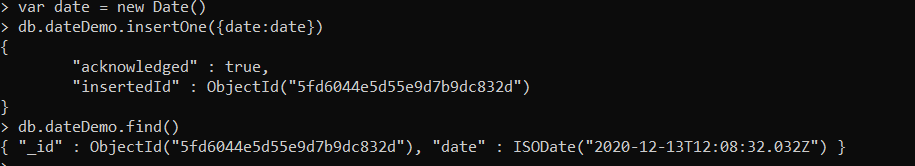 > var date = new Date()
> db.dateDemo.insertOne({date:date})
{
        "acknowledged" : true,
        "insertedId" : ObjectId("5fd6044e5d55e9d7b9dc832d")
}
> db.dateDemo.find()
{ "_id" : ObjectId("5fd6044e5d55e9d7b9dc832d"), "date" : ISODate("2020-12-13T12:08:32.032Z") }
>